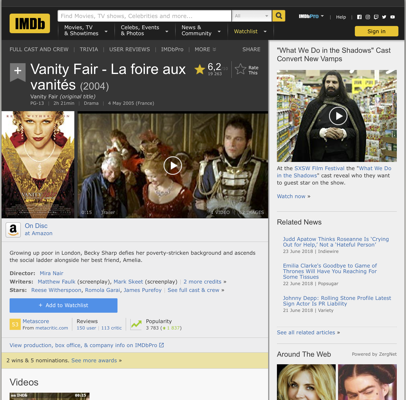 IMDb
Find Movies, TV shows, Celebrities and more...
All
IMDbPro
Help
Movies, TV
& Showtimes
Celebs, Events
& Photos
News &
Community
Watchlist
Sign in
FULL CAST AND CREW | TRIVIA | USER REVIEWS | IMDbPro | MORE
SHARE
Vanity Fair - La foire aux
vanités (2004)
Vanity Fair (original title)
PG-13 | 2h 21min | Drama | 4 May 2005 (France)
6,2
Rate
This
On Disc
at Amazon
Growing up poor in London, Becky Sharp defies her poverty-stricken background and ascends
the social ladder alongside her best friend, Amelia.
Director: Mira Nair
Writers: Matthew Faulk (screenplay), Mark Skeet (screenplay) | 2 more credits »
Stars: Reese Witherspoon, Romola Garai, James Purefoy | See full cast & crew »
+ Add to Watchlist
Metascore
From metacritic.com
Reviews
150 user | 113 critic
Popularity
View production, box office, & company info on IMDbPro
2 wins & 5 nominations. See more awards »
Videos
"What We Do in the Shadows" Cast
Convert New Vamps
At the SXSW Film Festival the "What We Do
in the Shadows" cast reveal who they want
to guest star on the show.
Watch now »
Related News
Judd Apatow Thinks Roseanne Is 'Crying
Out for Help,' Not a 'Hateful Person'
23 June 2018 | Indiewire
Emilia Clarke's Goodbye to Game of
Thrones Will Have You Reaching For
Some Tissues
22 June 2018 | Popsugar
Johnny Depp: Rolling Stone Profile Latest
Sign Actor Is PR Liability
21 June 2018 | Variety
See all related articles »
Around The Web
Powered by ZergNet